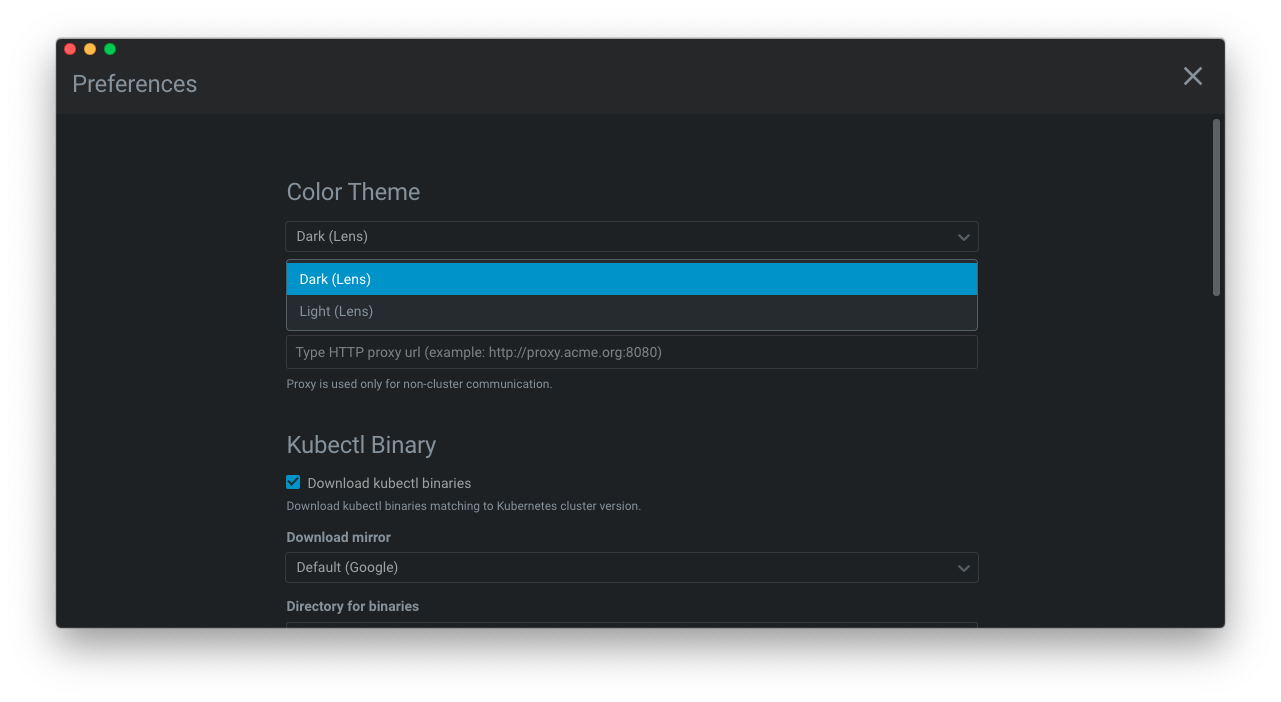 Preferences
Color Theme
Dark (Lens)
Dark (Lens)
Light (Lens)
Type HTTP proxy url (example: http://proxy.acme.org:8080)
Proxy is used only for non-cluster communication.
Kubectl Binary
Download kubectl binaries
Download kubectl binaries matching to Kubernetes cluster version.
Download mirror
Default (Google)
Directory for binaries